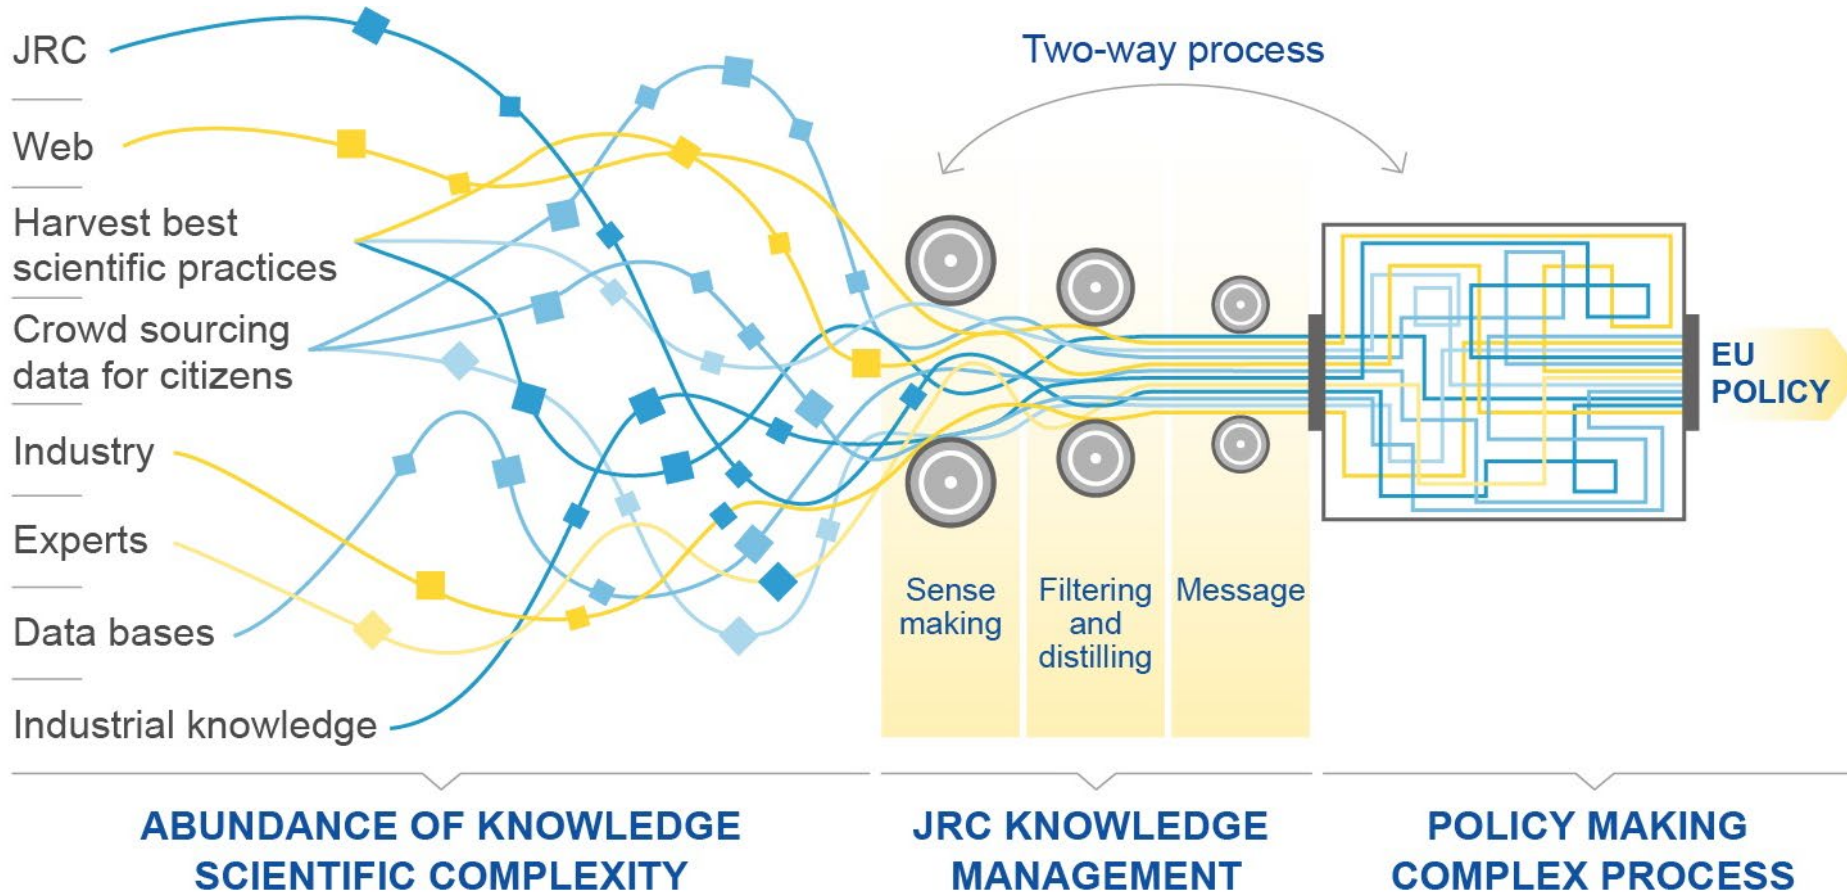 JRC
Web
Harvest best
scientific practices
Crowd sourcing
data for citizens
Industry
Experts
Data bases
Industrial knowledge
Two-way process
Sense
making
Filtering
and
distilling
Message
EU
POLICY
ABUNDANCE OF KNOWLEDGE
SCIENTIFIC COMPLEXITY
JRC KNOWLEDGE
MANAGEMENT
POLICY MAKING
COMPLEX PROCESS